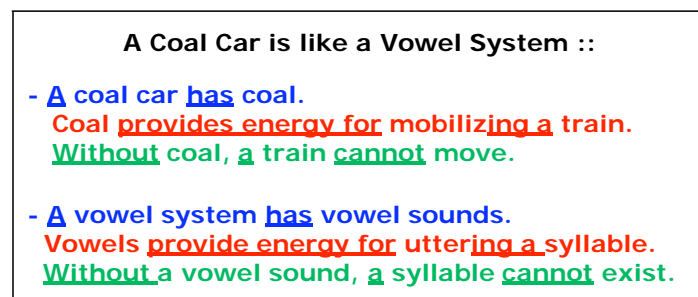 A Coal Car is like a Vowel System ::
- A coal car has coal.
Coal provides energy for mobilizing a train.
Without coal, a train cannot move.
- A vowel system has vowel sounds.
Vowels provide energy for uttering a syllable.
Without a vowel sound, a syllable cannot exist.